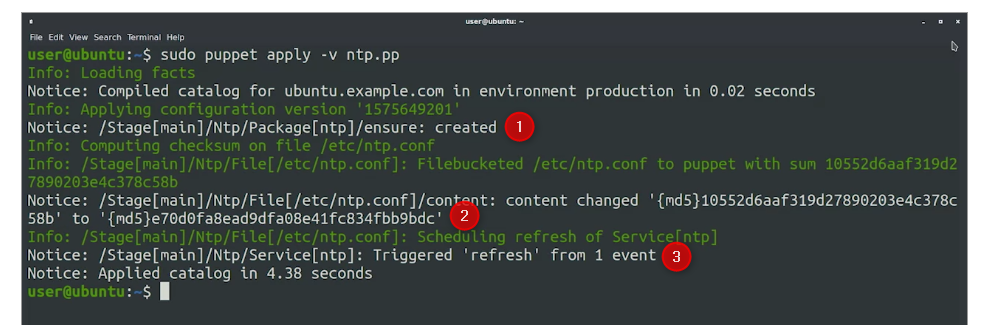 user@ubuntu: ~
File Edit View Search Terminal Help
user@ubuntu:~$ sudo puppet apply -v ntp.pp
Info: Loading facts
Notice: Compiled catalog for ubuntu.example.com in environment production in 0.02 seconds
Info: Applying configuration version '1575649201'
Notice: /Stage[main]/Ntp/Package[ntp]/ensure: created 1
Info: Computing checksum on file /etc/ntp.conf
Info: /Stage[main]/Ntp/File[/etc/ntp.conf]: Filebucketed /etc/ntp.conf to puppet with sum 10552d6aaf319d2
7890203e4c378c58b
Notice: /Stage[main]/Ntp/File[/etc/ntp.conf]/content: content changed '{md5}10552d6aaf319d27890203e4c378c
58b' to '{md5}e70d0fa8ead9dfa08e41fc834fbb9bdc' 2
Info: /Stage[main]/Ntp/File[/etc/ntp.conf]: Scheduling refresh of Service[ntp]
Notice: /Stage[main]/Ntp/Service[ntp]: Triggered 'refresh' from 1 event 3
Notice: Applied catalog in 4.38 seconds
user@ubuntu:~$